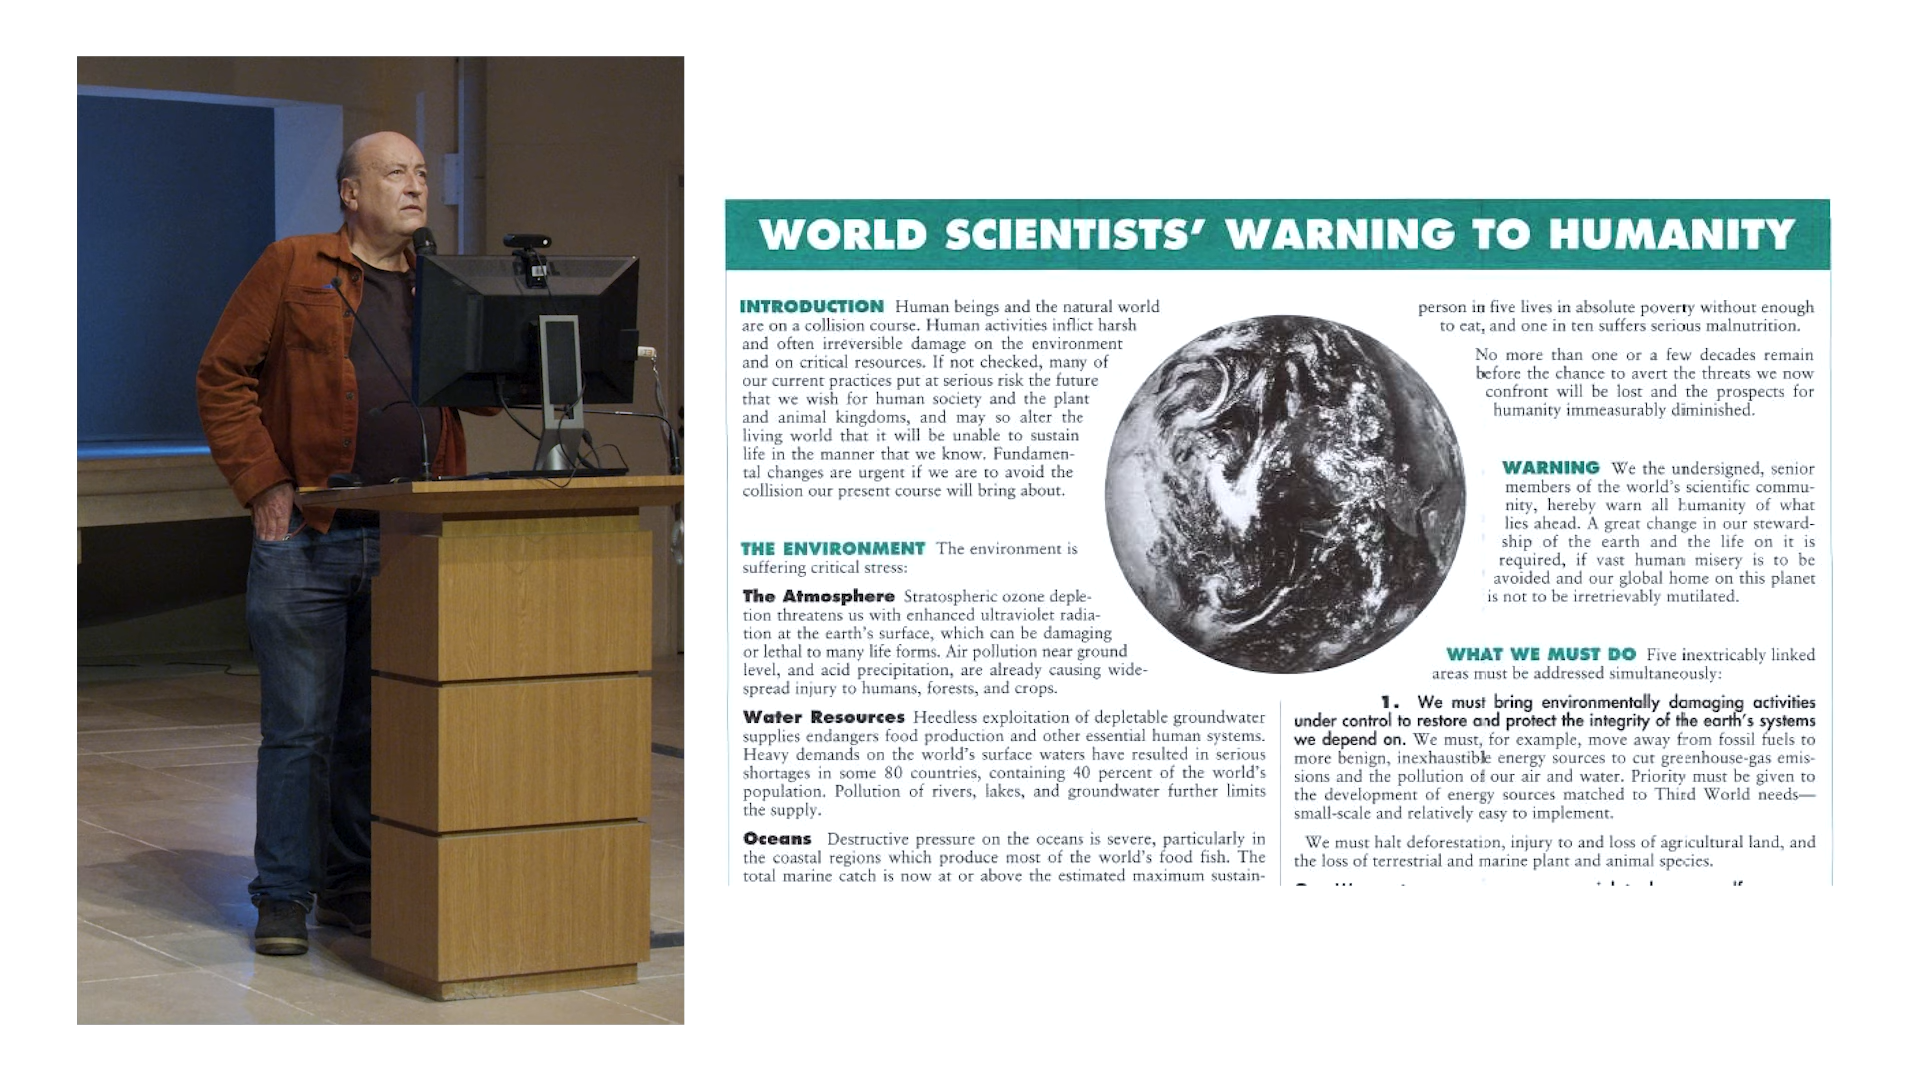 WORLD SCIENTISTS' WARNING TO HUMANITY
INTRODUCTION Human beings and the natural world
are on a collision course. Human activities inflict harsh
and often irreversible damage on the environment
and on critical resources. If not checked, many of
our current practices put at serious risk the future
that we wish for human society and the plant
and animal kingdoms, and may so alter the
living world that it will be unable to sustain
life in the manner that we know. Fundamen-
tal changes are urgent if we are to avoid the
collision our present course will bring about.
THE ENVIRONMENT The environment is
suffering critical stress:
The Atmosphere Stratospheric ozone deple-
tion threatens us with enhanced ultraviolet radia-
tion at the earth's surface, which can be damaging
or lethal to many life forms. Air pollution near ground
level, and acid precipitation, are already causing wide-
spread injury to humans, forests, and crops.
Water Resources Heedless exploitation of depletable groundwater
supplies endangers food production and other essential human systems.
Heavy demands on the world's surface waters have resulted in serious
shortages in some 80 countries, containing 40 percent of the world's
population. Pollution of rivers, lakes, and groundwater further limits
the supply.
Oceans Destructive pressure on the oceans is severe, particularly in
the coastal regions which produce most of the world's food fish. The
total marine catch is now at or above the estimated maximum sustain-
person in five lives in absolute poverty without enough
to eat, and one in ten suffers serious malnutrition.
No more than one or a few decades remain
before the chance to avert the threats we now
confront will be lost and the prospects for
humanity immeasurably diminished.
WARNING We the undersigned, senior
members of the world's scientific commu-
nity, hereby warn all humanity of what
lies ahead. A great change in our steward-
ship of the earth and the life on it is
required, if vast human misery is to be
avoided and our global home on this planet
is not to be irretrievably mutilated.
WHAT WE MUST DO Five inextricably linked
areas must be addressed simultaneously:
1. We must bring environmentally damaging activities
under control to restore and protect the integrity of the earth's systems
we depend on. We must, for example, move away from fossil fuels to
more benign, inexhaustible energy sources to cut greenhouse-gas emis-
sions and the pollution of our air and water. Priority must be given to
the development of energy sources matched to Third World needs—
small-scale and relatively easy to implement.
We must halt deforestation, injury to and loss of agricultural land, and
the loss of terrestrial and marine plant and animal species.